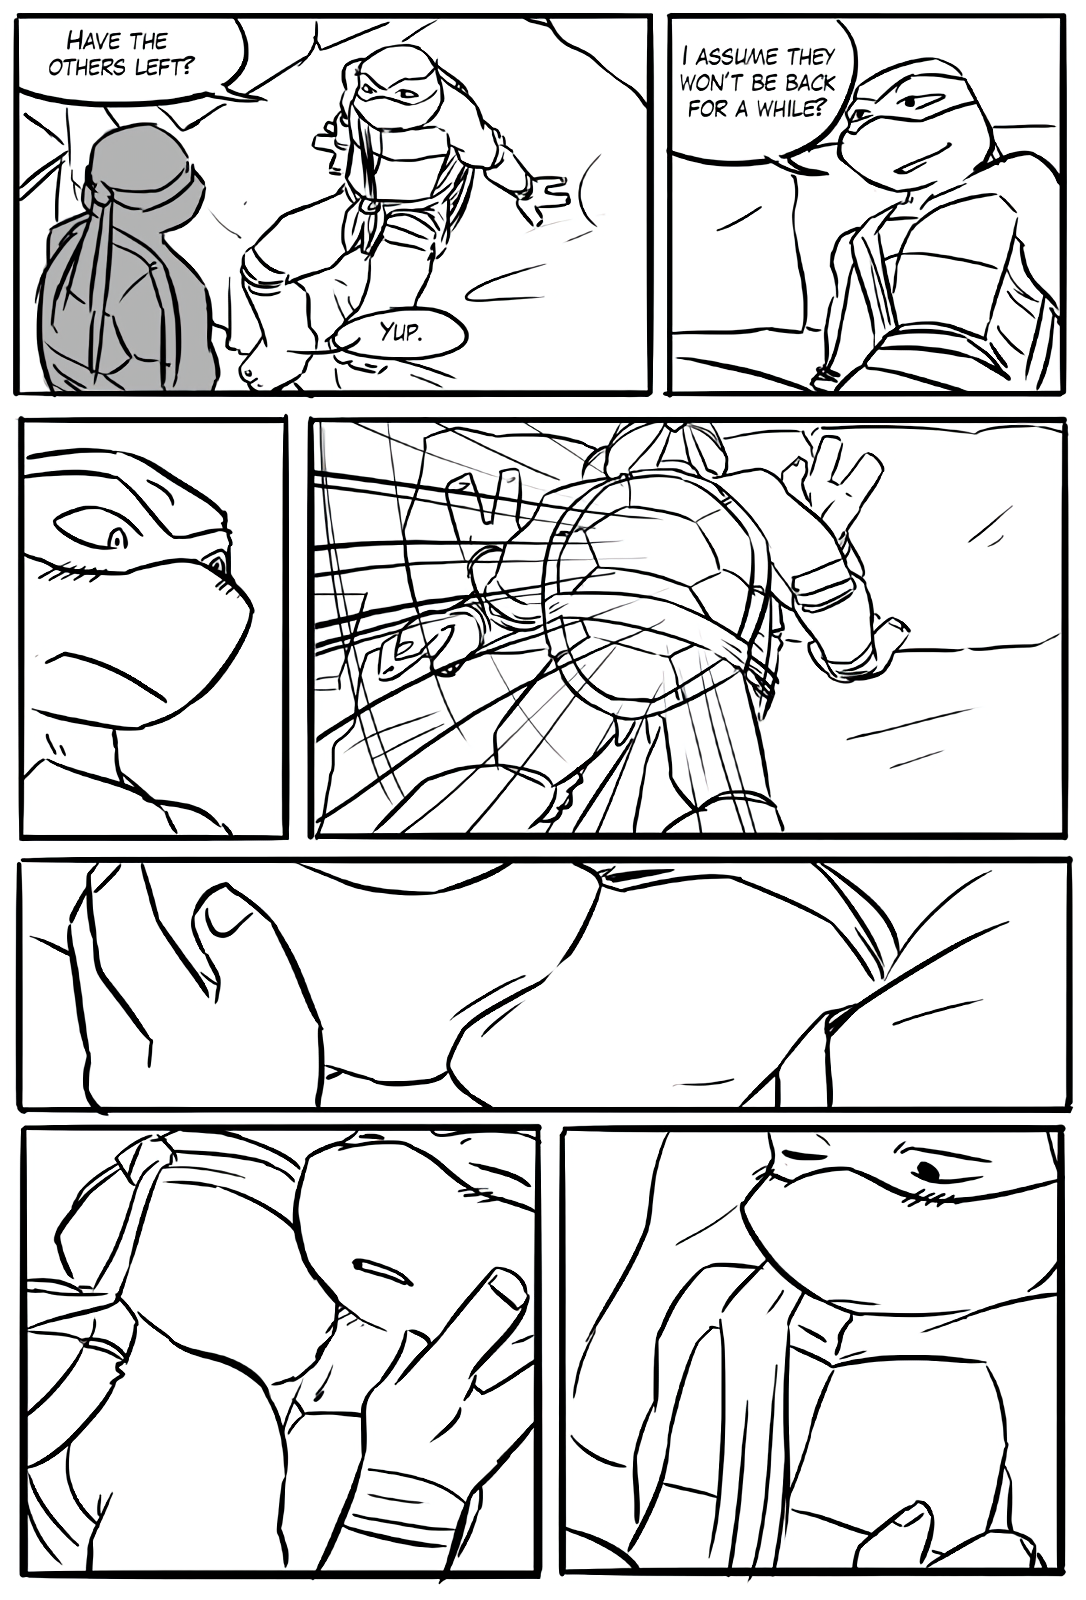 HAVE THE
OTHERS LEFT?
YUP.
I ASSUME THEY
WON'T BE BACK
FOR A WHILE?